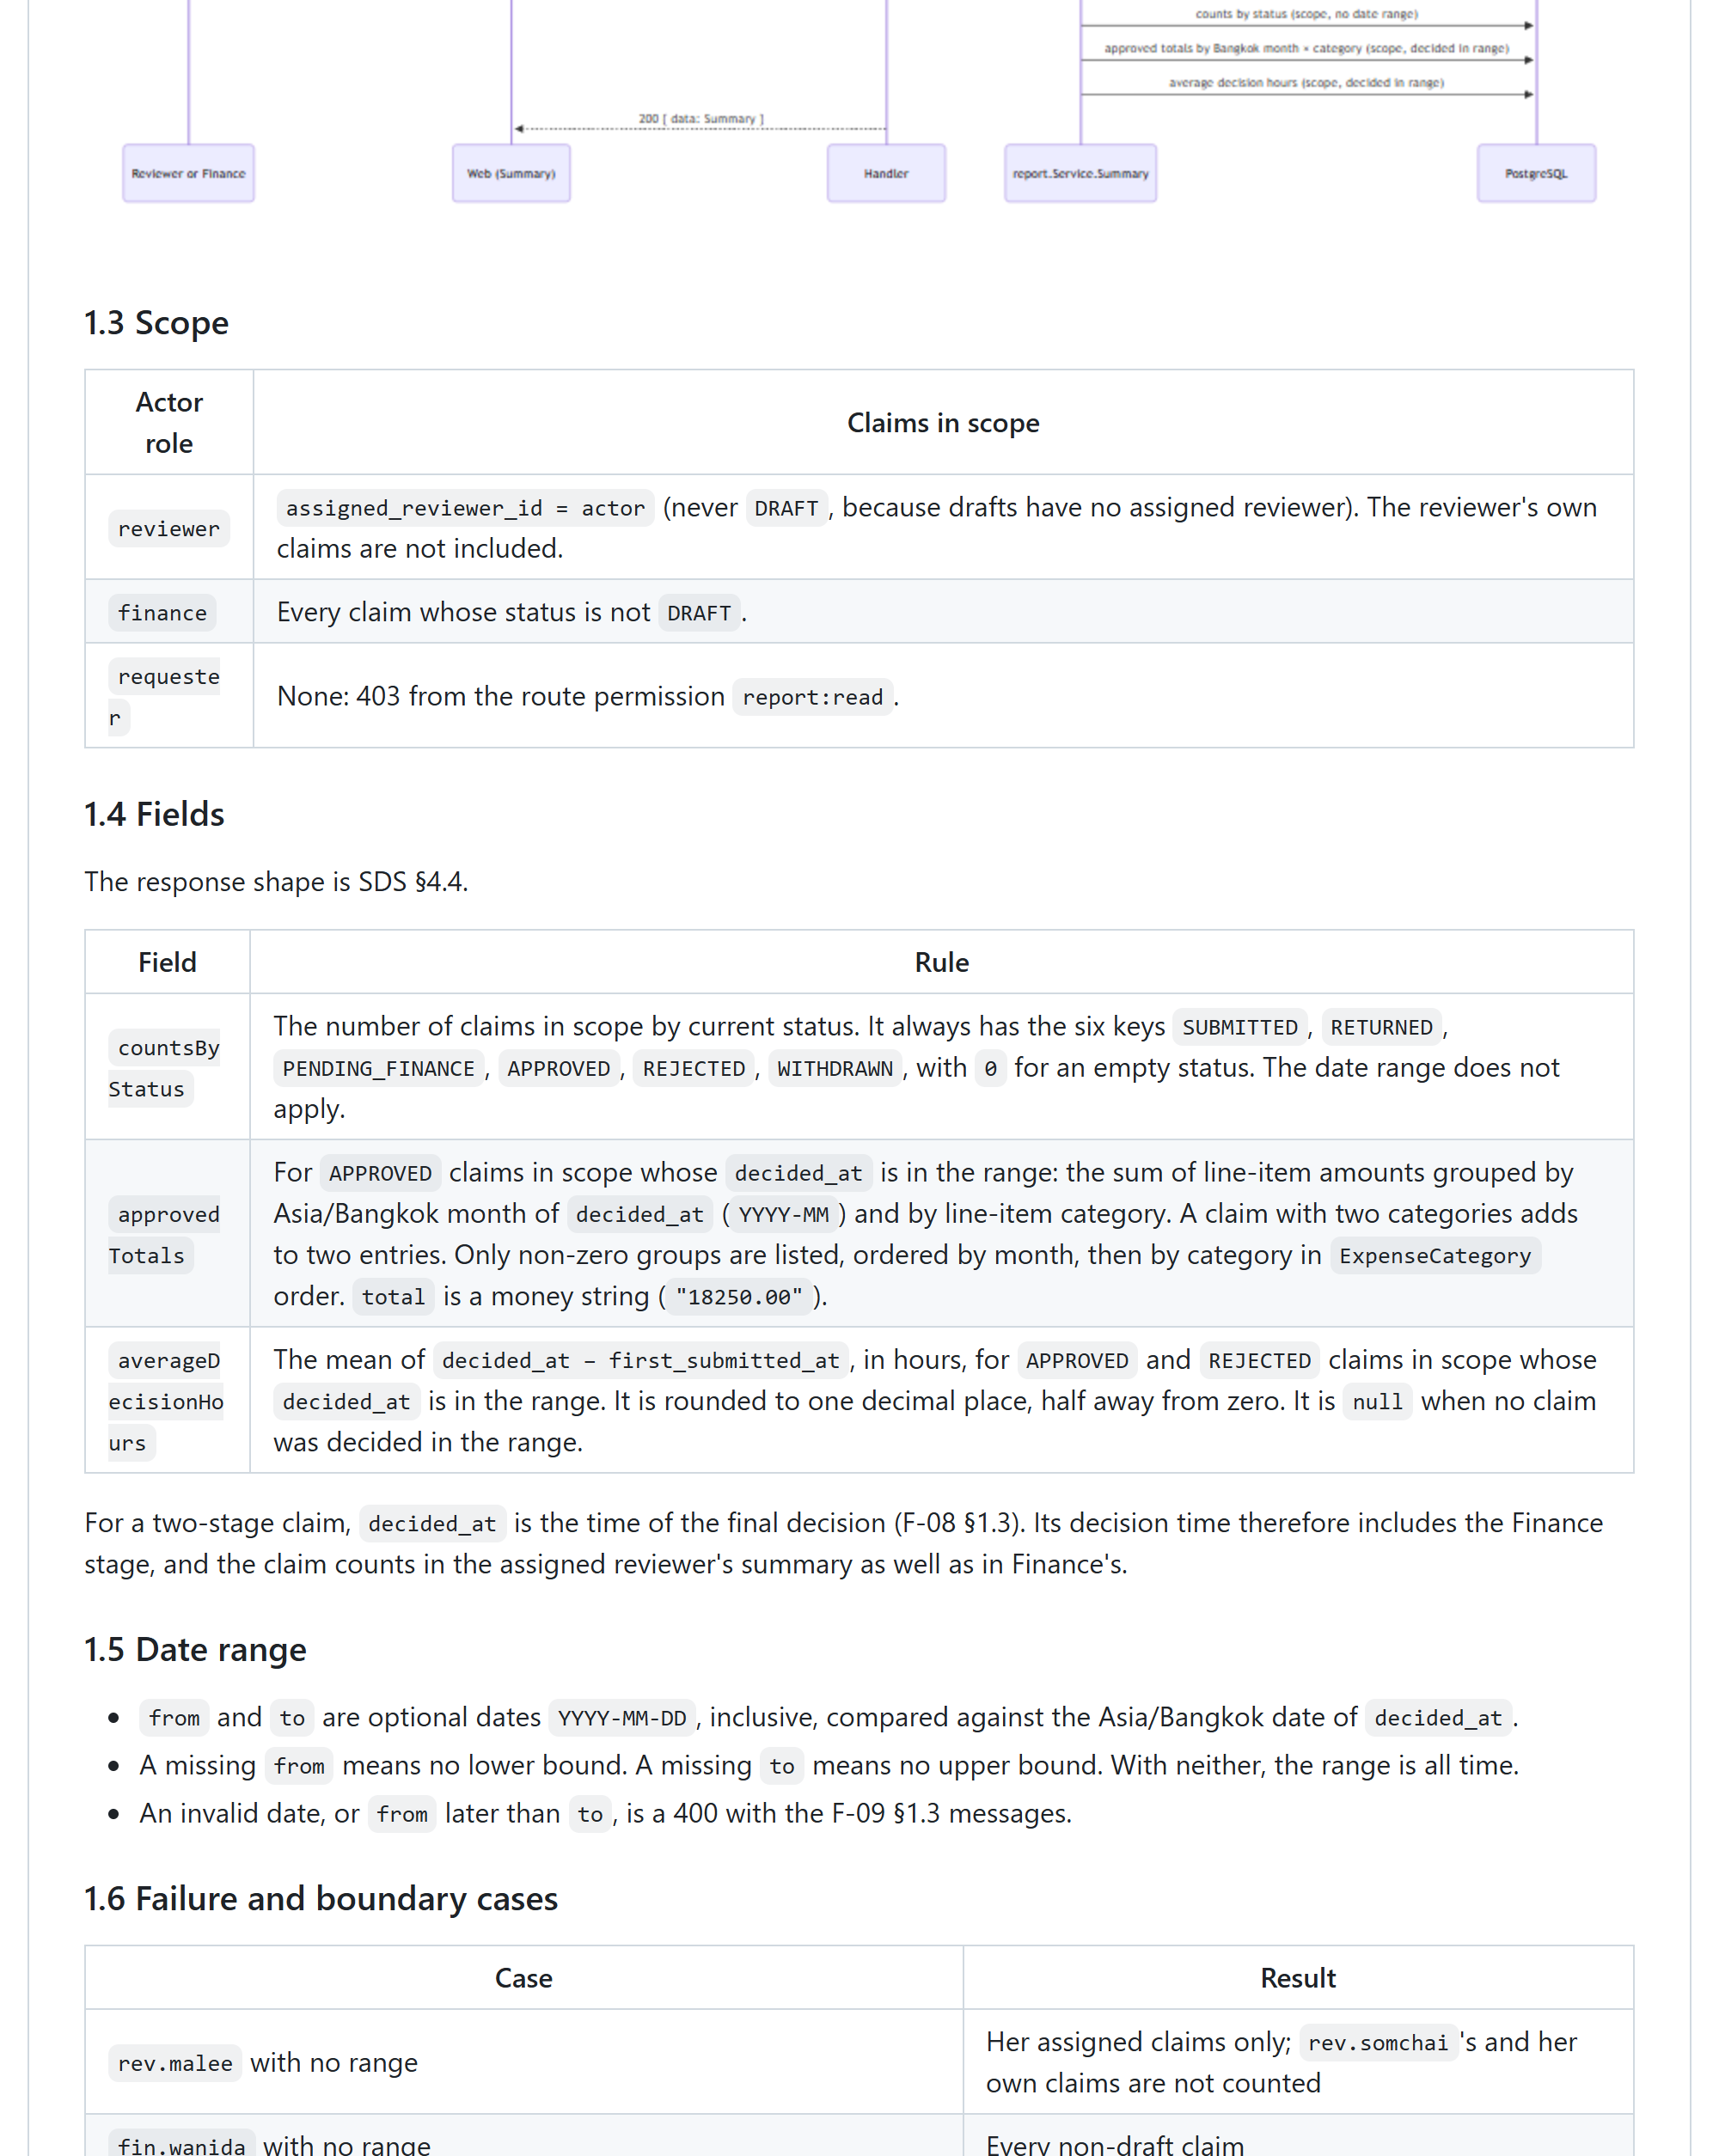 counts by status (scope, no date range)
approved totals by Bangkok month × category (scope, decided in range)
average decision hours (scope, decided in range)
200 [ data: Summary ]
Reviewer or Finance
Web (Summary)
Handler
report.Service.Summary
PostgreSQL
1.3 Scope
Actor
role
Claims in scope
reviewer
assigned_reviewer_id = actor (never DRAFT, because drafts have no assigned reviewer). The reviewer's own
claims are not included.
finance
Every claim whose status is not DRAFT.
requeste
r
None: 403 from the route permission report:read.
1.4 Fields
The response shape is SDS §4.4.
Field
Rule
countsBy
Status
The number of claims in scope by current status. It always has the six keys SUBMITTED, RETURNED,
PENDING_FINANCE, APPROVED, REJECTED, WITHDRAWN, with 0 for an empty status. The date range does not
apply.
approved
Totals
For APPROVED claims in scope whose decided_at is in the range: the sum of line-item amounts grouped by
Asia/Bangkok month of decided_at (YYYY-MM) and by line-item category. A claim with two categories adds
to two entries. Only non-zero groups are listed, ordered by month, then by category in ExpenseCategory
order. total is a money string ("18250.00").
averageD
ecisionHo
urs
The mean of decided_at − first_submitted_at, in hours, for APPROVED and REJECTED claims in scope whose
decided_at is in the range. It is rounded to one decimal place, half away from zero. It is null when no claim
was decided in the range.
For a two-stage claim, decided_at is the time of the final decision (F-08 §1.3). Its decision time therefore includes the Finance
stage, and the claim counts in the assigned reviewer's summary as well as in Finance's.
1.5 Date range
• from and to are optional dates YYYY-MM-DD, inclusive, compared against the Asia/Bangkok date of decided_at.
• A missing from means no lower bound. A missing to means no upper bound. With neither, the range is all time.
• An invalid date, or from later than to, is a 400 with the F-09 §1.3 messages.
1.6 Failure and boundary cases
Case
Result
rev.malee with no range
Her assigned claims only; rev.somchai's and her
own claims are not counted
fin.wanida with no range
Every non-draft claim